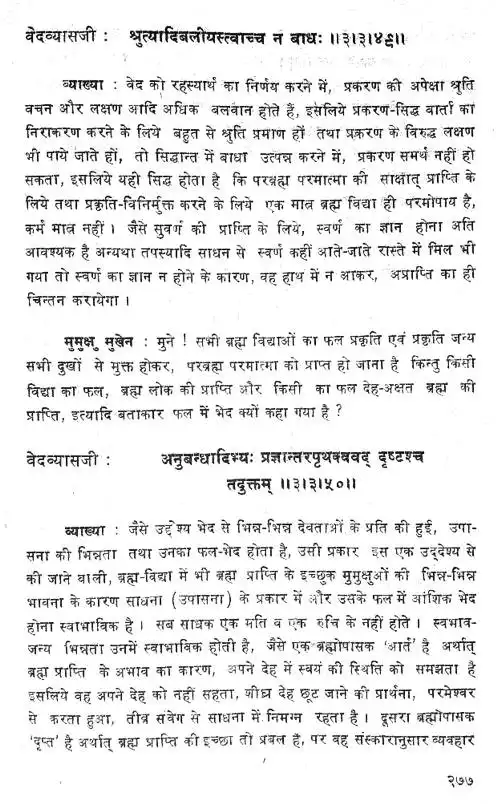 वेदव्यासजी : श्रुत्यादिबलीयस्त्वाच्च न बाधः ॥३।३।४९॥
व्याख्या : वेद को रहस्यार्थ का निर्णय करने में, प्रकरण की अपेक्षा श्रुति
वचन और लक्षण आदि अधिक बलवान होते हैं, इसलिये प्रकरण-सिद्ध वार्ता का
निराकरण करने के लिये बहुत से श्रुति प्रमाण हों तथा प्रकरण के विरुद्ध लक्षण
भी पाये जाते हों, तो सिद्धान्त में बाधा उत्पन्न करने में, प्रकरण समर्थ नहीं हो
सकता, इसलिये यही सिद्ध होता है कि परब्रह्म परमात्मा की साक्षात् प्राप्ति के
लिये तथा प्रकृति-विनिर्मुक्त करने के लिये एक मात्र ब्रह्म विद्या ही परमोपाय है,
कर्म मात्र नहीं । जैसे सुवर्ण की प्राप्ति के लिये, स्वर्ण का ज्ञान होना अति
आवश्यक है अन्यथा तपस्यादि साधन से स्वर्ण कहीं आते-जाते रास्ते में मिल भी
गया तो स्वर्ण का ज्ञान न होने के कारण, वह हाथ में न आकर, अप्राप्ति का ही
चिन्तन करायेगा ।
मुमुक्षु मुखेन : मुने ! सभी ब्रह्म विद्याओं का फल प्रकृति एवं प्रकृति जन्य
सभी दुखों से मुक्त होकर, परब्रह्म परमात्मा को प्राप्त हो जाना है किन्तु किसी
विद्या का फल, ब्रह्म लोक की प्राप्ति और किसी का फल देह-अक्षत ब्रह्म की
प्राप्ति, इत्यादि बताकार फल में भेद क्यों कहा गया है ?
वेदव्यासजी : अनुबन्धादिभ्यः प्रज्ञान्तरपृथक्ववद् दृष्टश्च
तदुक्तम् ॥३।३।५०॥
व्याख्या : जैसे उद्देश्य भेद से भिन्न-भिन्न देवताओं के प्रति की हुई, उपा-
सना की भिन्नता तथा उनका फल-भेद होता है, उसी प्रकार इस एक उद्देश्य से
की जाने वाली, ब्रह्म-विद्या में भी ब्रह्म प्राप्ति के इच्छुक मुमुक्षुओं की भिन्न-भिन्न
भावना के कारण साधना (उपासना) के प्रकार में और उसके फल में आंशिक भेद
होना स्वाभाविक है । सब साधक एक मति व एक रुचि के नहीं होते । स्वभाव-
जन्य भिन्नता उनमें स्वाभाविक होती है, जैसे एक ब्रह्मोपासक 'आर्त' है अर्थात्
ब्रह्म प्राप्ति के अभाव का कारण, अपने देह में स्वयं की स्थिति को समझता है
इसलिये वह अपने देह को नहीं सहता, शीघ्र देह छूट जाने की प्रार्थना, परमेश्वर
से करता हुआ, तीव्र संवेग से साधना में निमग्न रहता है । दूसरा ब्रह्मोपासक
'दृप्त' है अर्थात् ब्रह्म प्राप्ति की इच्छा तो प्रबल है, पर वह संस्कारानुसार व्यवहार
२७७